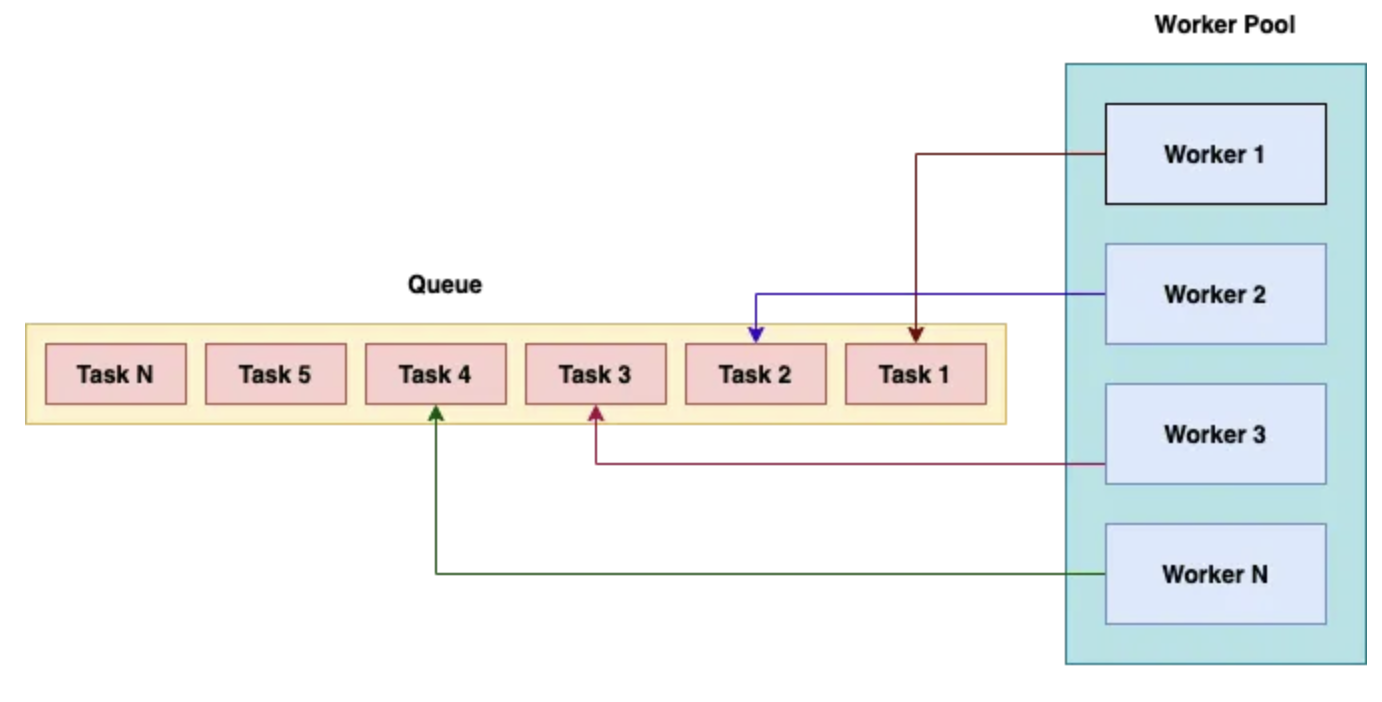 Worker Pool
Worker 1
Worker 2
Queue
Task N
Task 5
Task 4
Task 3
Task 2
Task 1
Worker 3
Worker N